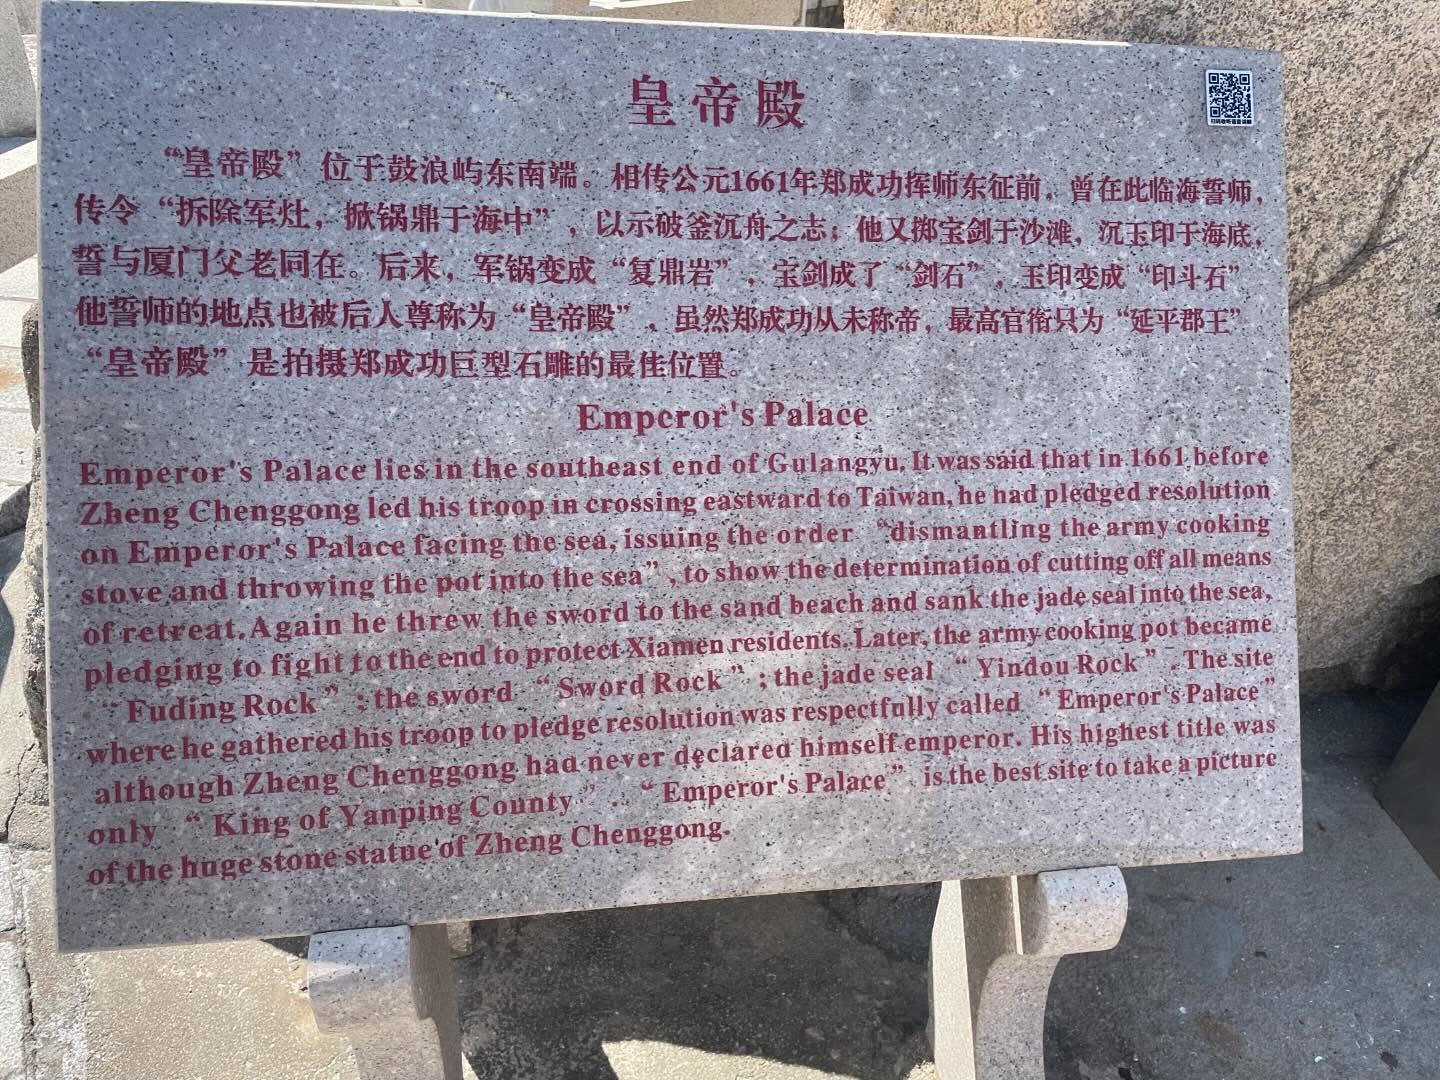 皇帝殿
“皇帝殿”位于鼓浪屿东南端。相传公元1661年郑成功挥师东征前，曾在此临海誓师，
传令“拆除军灶，掀锅鼎于海中”，以示破釜沉舟之志；他又掷宝剑于沙滩，沉玉印于海底，
誓与厦门父老同在。后来，军锅变成“复鼎岩”，宝剑成了“剑石”，玉印变成“印斗石”
他誓师的地点也被后人尊称为“皇帝殿”。虽然郑成功从未称帝，最高官衔只为“延平郡王”。
“皇帝殿”是拍摄郑成功巨型石雕的最佳位置。
Emperor's Palace
Emperor's Palace lies in the southeast end of Gulangyu. It was said that in 1661 before
Zheng Chenggong led his troop in crossing eastward to Taiwan, he had pledged resolution
on Emperor's Palace facing the sea, issuing the order “dismantling the army cooking
stove and throwing the pot into the sea”, to show the determination of cutting off all means
of retreat. Again he threw the sword to the sand beach and sank the jade seal into the sea,
pledging to fight to the end to protect Xiamen residents. Later, the army cooking pot became
“Fuding Rock”; the sword “Sword Rock”; the jade seal “Yindou Rock”. The site
where he gathered his troop to pledge resolution was respectfully called “Emperor's Palace”
although Zheng Chenggong had never declared himself emperor. His highest title was
only “King of Yanping County”. “Emperor's Palace” is the best site to take a picture
of the huge stone statue of Zheng Chenggong.